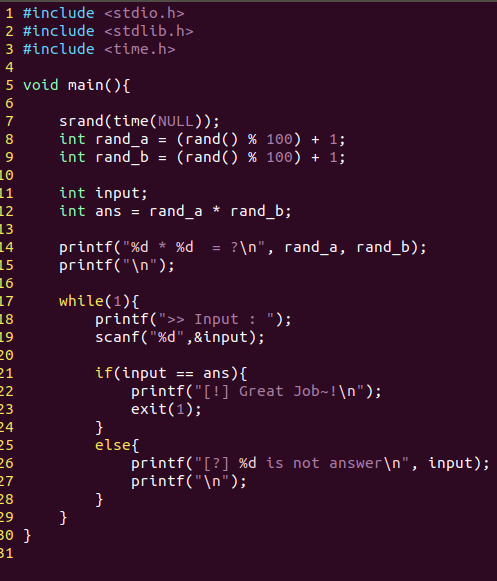 1 #include <stdio.h>
2 #include <stdlib.h>
3 #include <time.h>
4
5 void main(){
6
7     srand(time(NULL));
8     int rand_a = (rand() % 100) + 1;
9     int rand_b = (rand() % 100) + 1;
10
11     int input;
12     int ans = rand_a * rand_b;
13
14     printf("%d * %d  = ?\n", rand_a, rand_b);
15     printf("\n");
16
17     while(1){
18         printf(">> Input : ");
19         scanf("%d",&input);
20
21         if(input == ans){
22             printf("[!] Great Job~!\n");
23             exit(1);
24         }
25         else{
26             printf("[?] %d is not answer\n", input);
27             printf("\n");
28         }
29     }
30 }
31